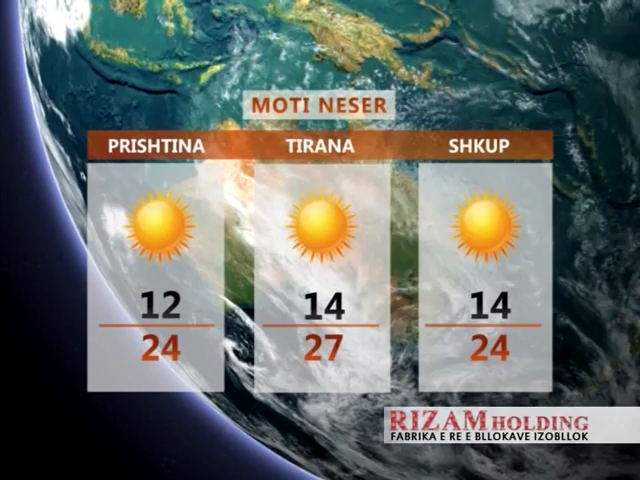 MOTI NESER
PRISHTINA TIRANA SHKUP
12 14 14
24 27 24
RIZAM HOLDING
FABRIKA E RE E BLLOKAVE IZOBLLOK